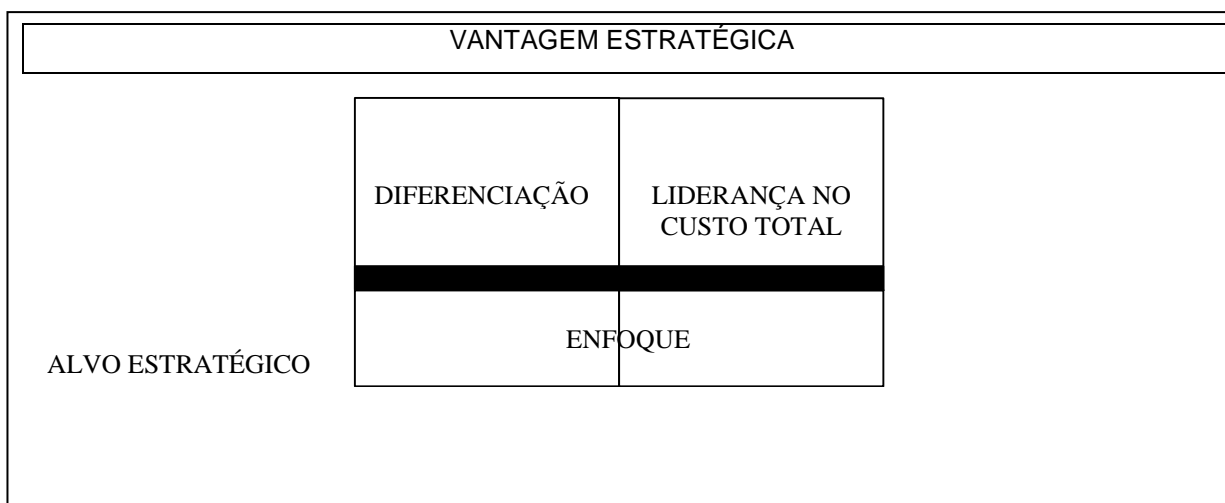 VANTAGEM ESTRATÉGICA
DIFERENCIAÇÃO
LIDERANÇA NO
CUSTO TOTAL
ENFOQUE
ALVO ESTRATÉGICO